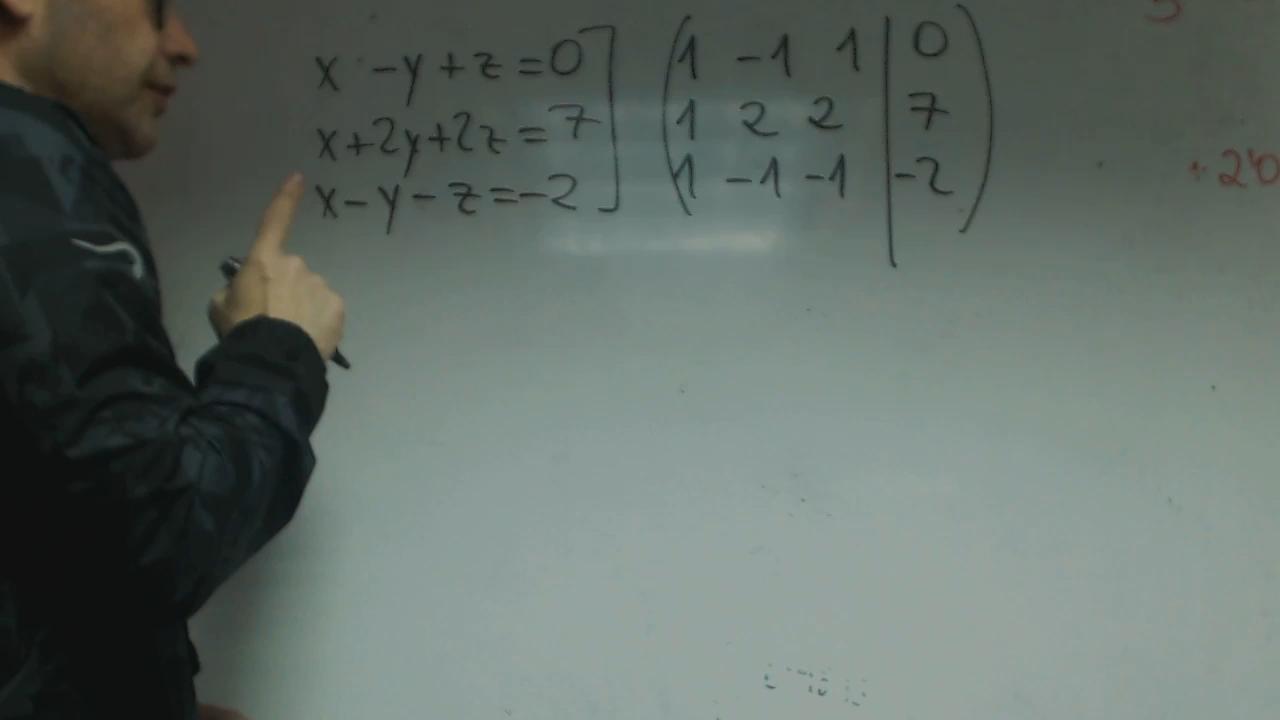 x - y + z = 0 ] ( 1 -1 1 | 0 )
x + 2y + 2z = 7 ] ( 1 2 2 | 7 )
x - y - z = -2 ] ( 1 -1 -1 | -2 )